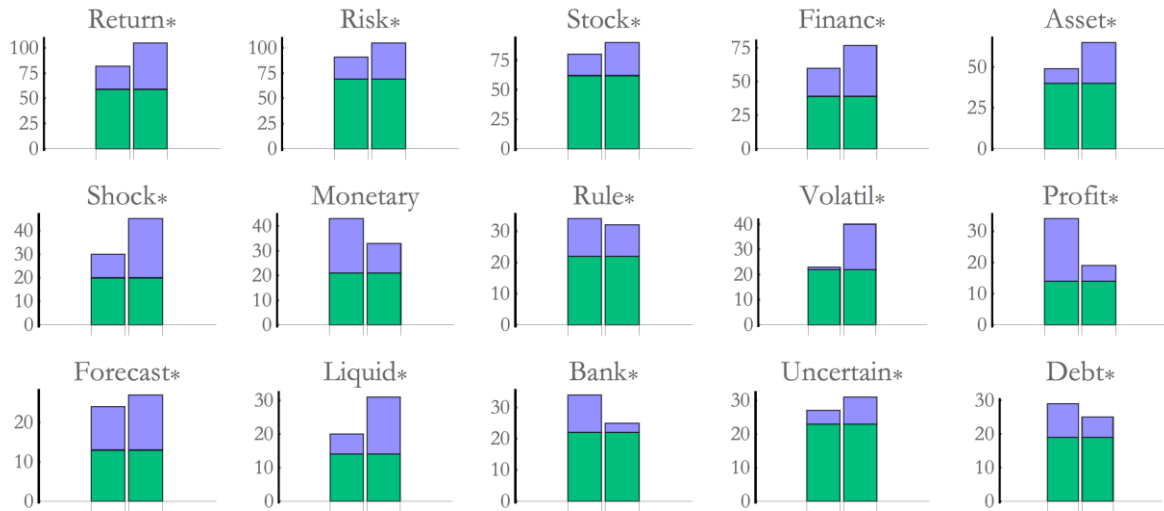 Return* Risk* Stock* Financ* Asset*
100 100 75 75 50
75 75 50 50 25
50 50 25 25 0
25 25 0 0
0 0
Shock* Monetary Rule* Volatil* Profit*
40 40 30 40 30
30 30 20 30 20
20 20 10 20 10
10 10 0 10 0
0 0 0
Forecast* Liquid* Bank* Uncertain* Debt*
20 30 30 30 30
10 20 20 20 20
0 10 10 10 10
0 0 0 0